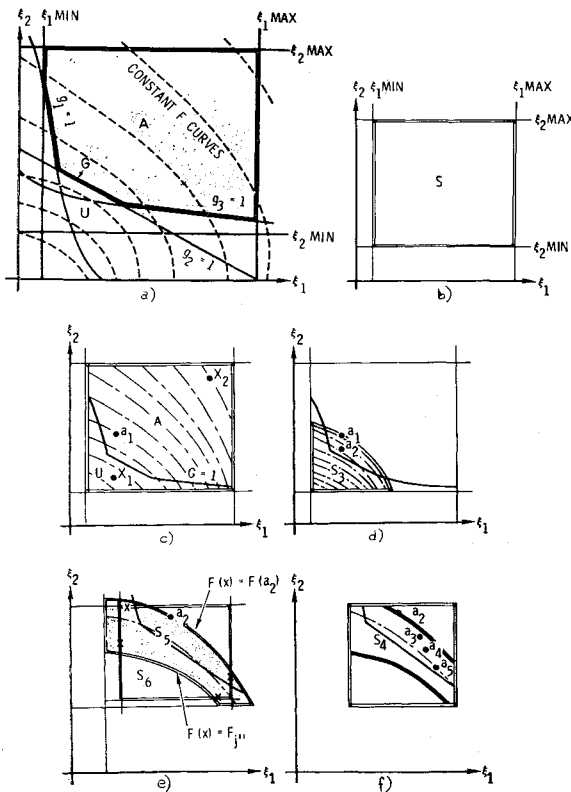 ξ2 ξ1 MIN
ξ1 MAX
ξ2 MAX
CONSTANT F CURVES
g1 = 1
A
G
U
g3 = 1
g2 = 1
ξ2 MIN
ξ1
a)
ξ2 ξ1 MIN ξ1 MAX
ξ2 MAX
S
ξ2 MIN
ξ1
b)
ξ2
X2
A
a1
U X1 G = 1
ξ1
c)
ξ2
a1
a2
S3
ξ1
d)
ξ2
F (x) = F (a2)
x
a2
S5
x
S6
x
x
F (x) = Fj"
ξ1
e)
ξ2
a2
a3
S4
a4
a5
ξ1
f)